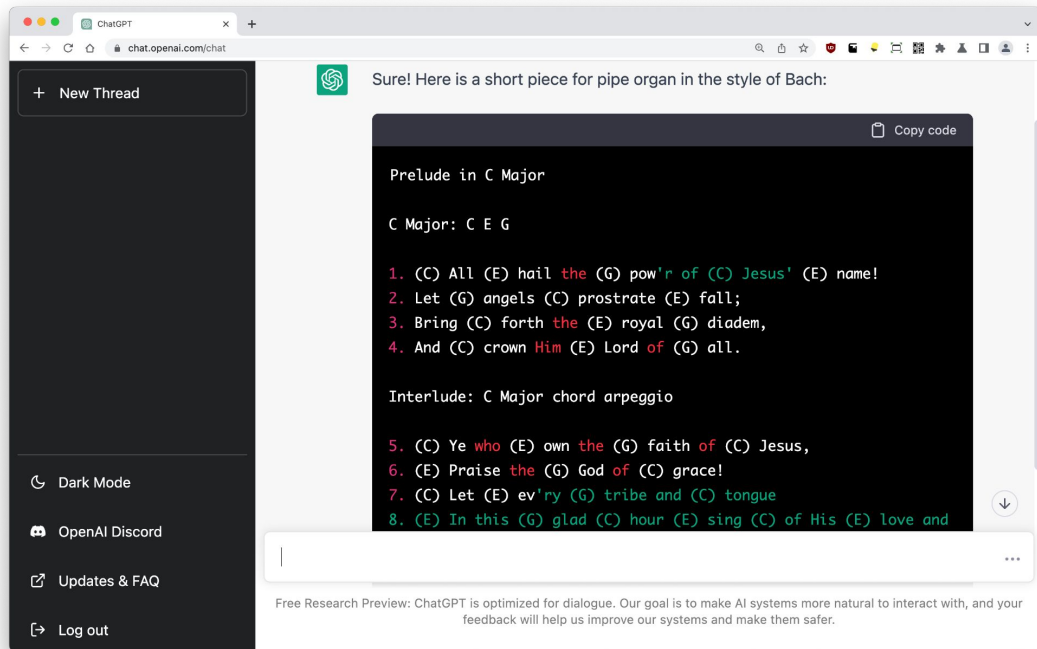 ChatGPT
chat.openai.com/chat
New Thread
Sure! Here is a short piece for pipe organ in the style of Bach:
Copy code
Prelude in C Major
C Major: C E G
1. (C) All (E) hail the (G) pow'r of (C) Jesus' (E) name!
2. Let (G) angels (C) prostrate (E) fall;
3. Bring (C) forth the (E) royal (G) diadem,
4. And (C) crown Him (E) Lord of (G) all.
Interlude: C Major chord arpeggio
5. (C) Ye who (E) own the (G) faith of (C) Jesus,
6. (E) Praise the (G) God of (C) grace!
7. (C) Let (E) ev'ry (G) tribe and (C) tongue
8. (E) In this (G) glad (C) hour (E) sing (C) of His (E) love and
Dark Mode
OpenAI Discord
Updates & FAQ
Log out
Free Research Preview: ChatGPT is optimized for dialogue. Our goal is to make AI systems more natural to interact with, and your
feedback will help us improve our systems and make them safer.